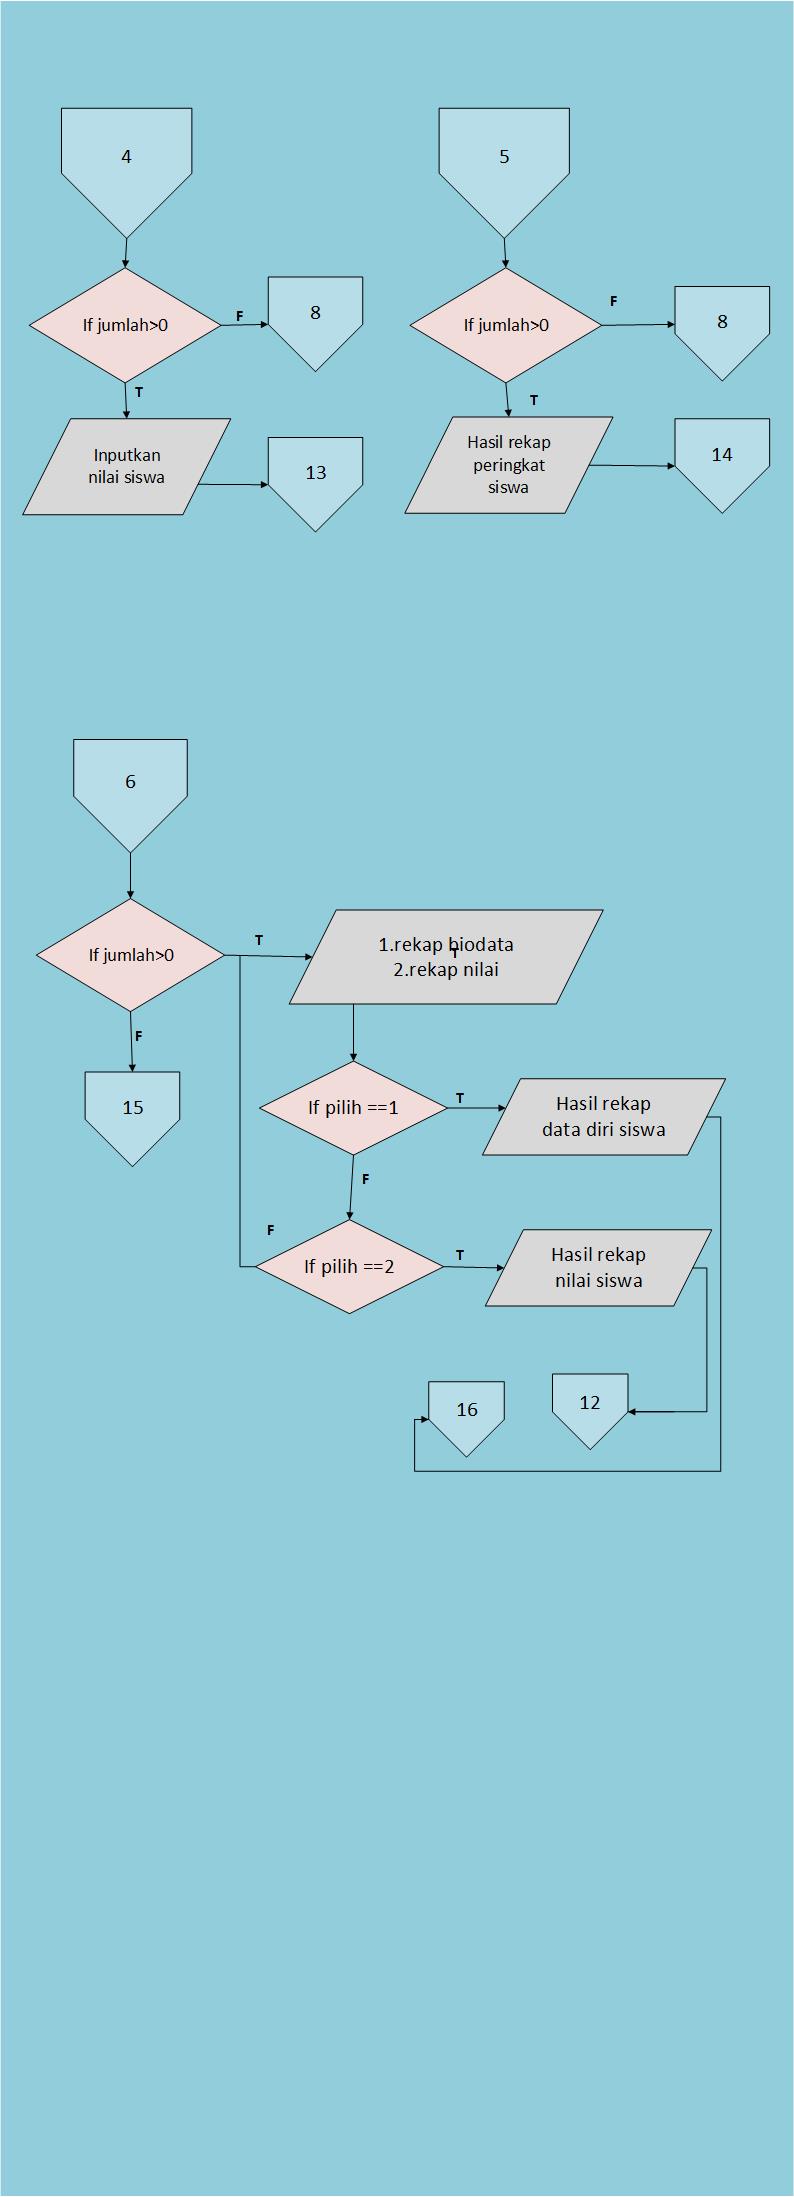 4
If jumlah>0
F
8
T
Inputkan
nilai siswa
13
5
If jumlah>0
F
8
T
Hasil rekap
peringkat
siswa
14
6
If jumlah>0
T
1.rekap biodata
T
2.rekap nilai
F
15
If pilih ==1
T
Hasil rekap
data diri siswa
F
F
If pilih ==2
T
Hasil rekap
nilai siswa
16
12